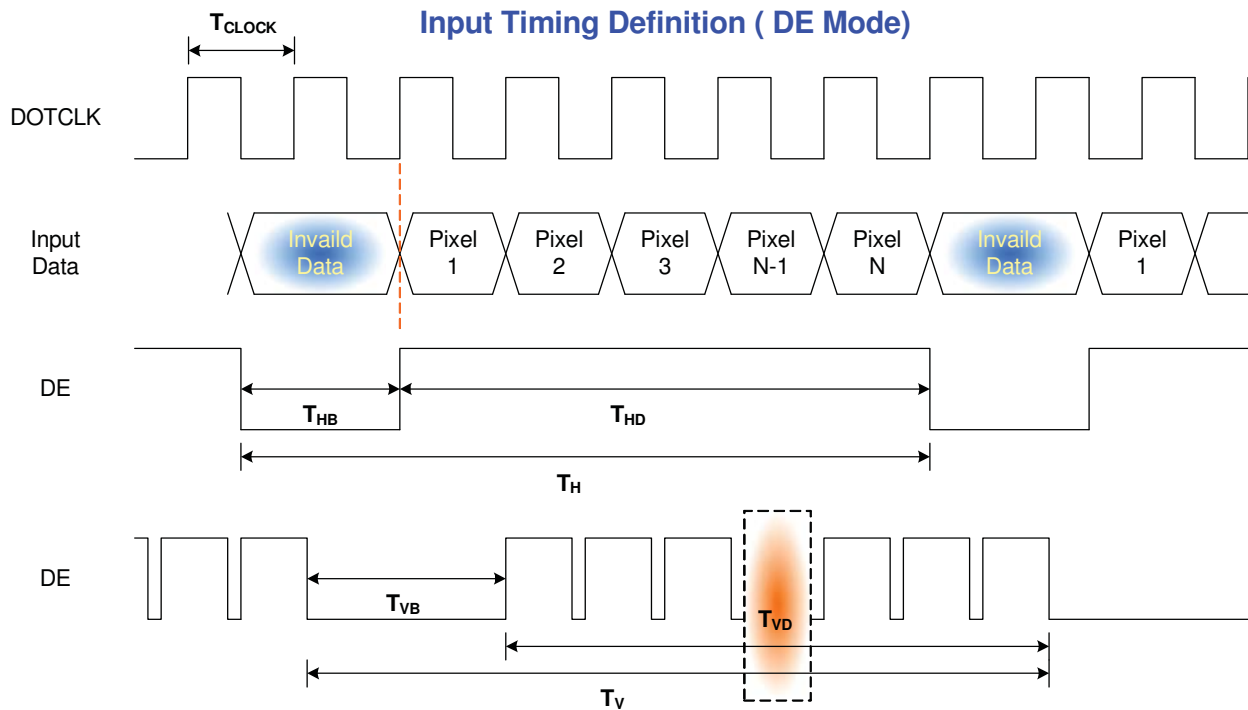 Input Timing Definition ( DE Mode)
TCLOCK
DOTCLK
Input
Data
Invaild
Data
Pixel
1
Pixel
2
Pixel
3
Pixel
N-1
Pixel
N
Invaild
Data
Pixel
1
DE
THB
THD
TH
DE
TVB
TVD
TV